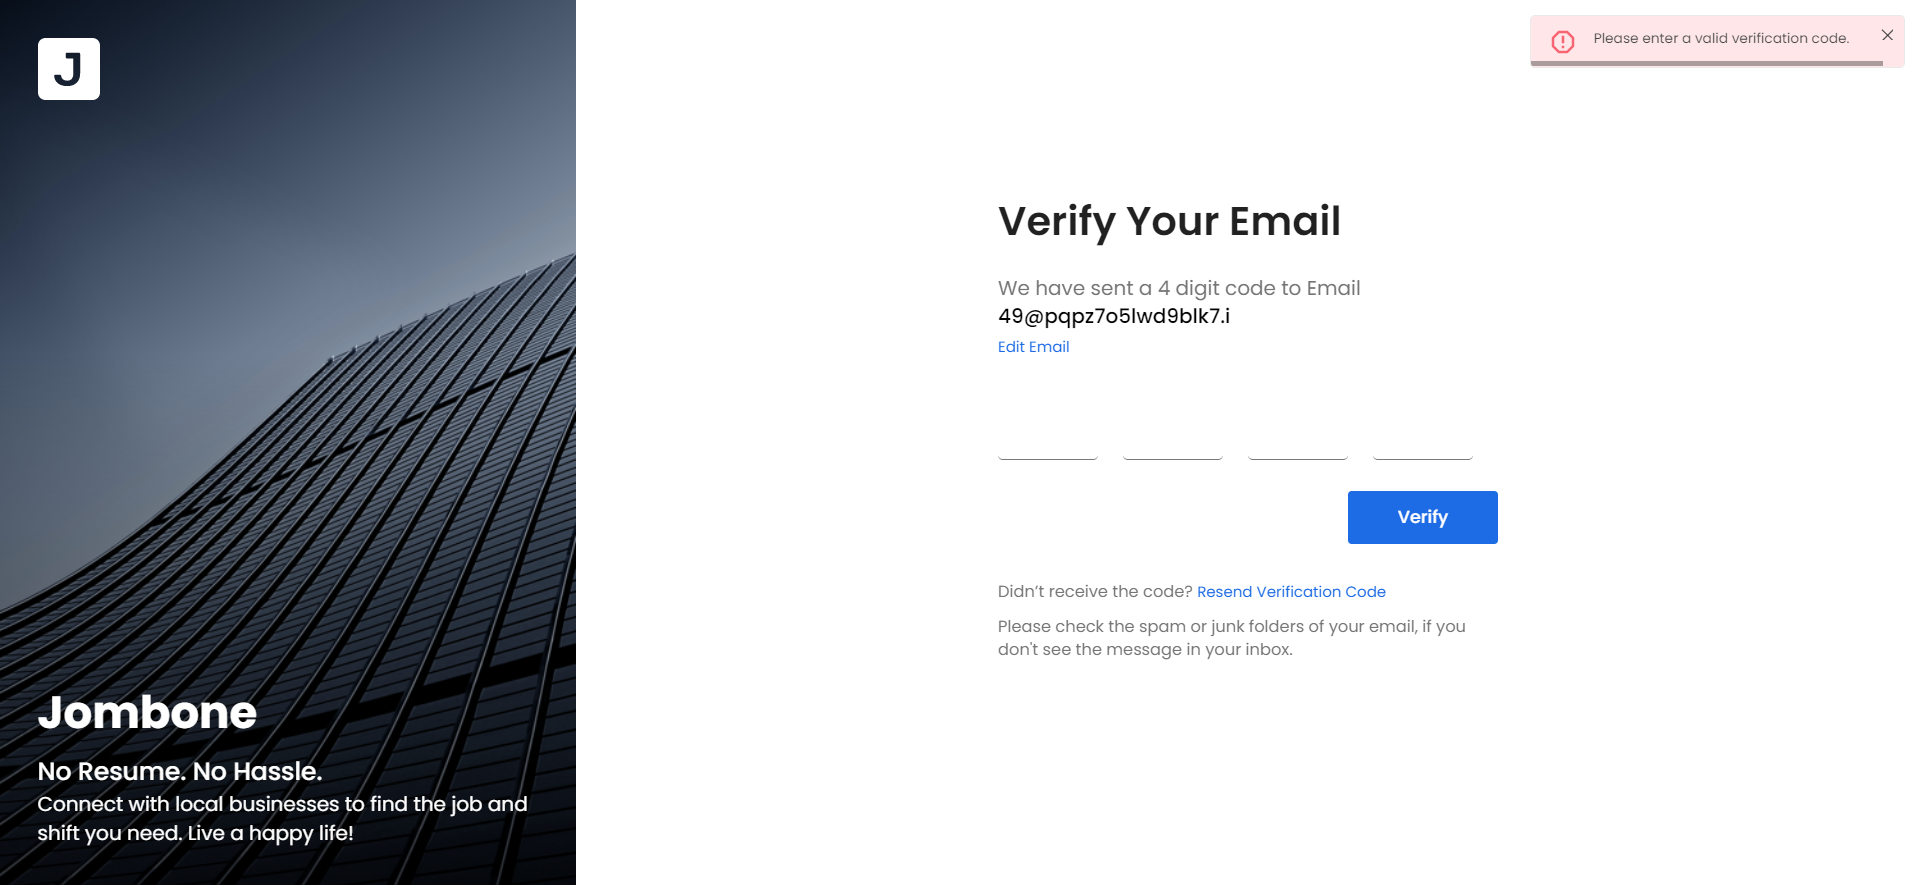 J
Jombone
No Resume. No Hassle.
Connect with local businesses to find the job and
shift you need. Live a happy life!
Please enter a valid verification code.
Verify Your Email
We have sent a 4 digit code to Email
49@pqpz7o5lwd9blk7.i
Edit Email
Verify
Didn’t receive the code? Resend Verification Code
Please check the spam or junk folders of your email, if you
don't see the message in your inbox.